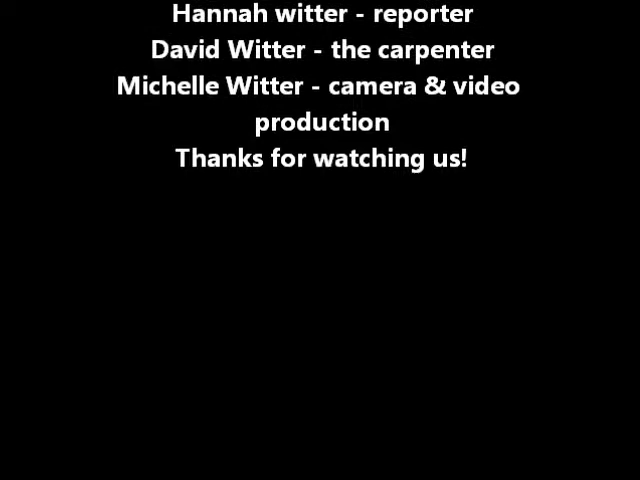 Hannah witter - reporter
David Witter - the carpenter
Michelle Witter - camera & video
production
Thanks for watching us!